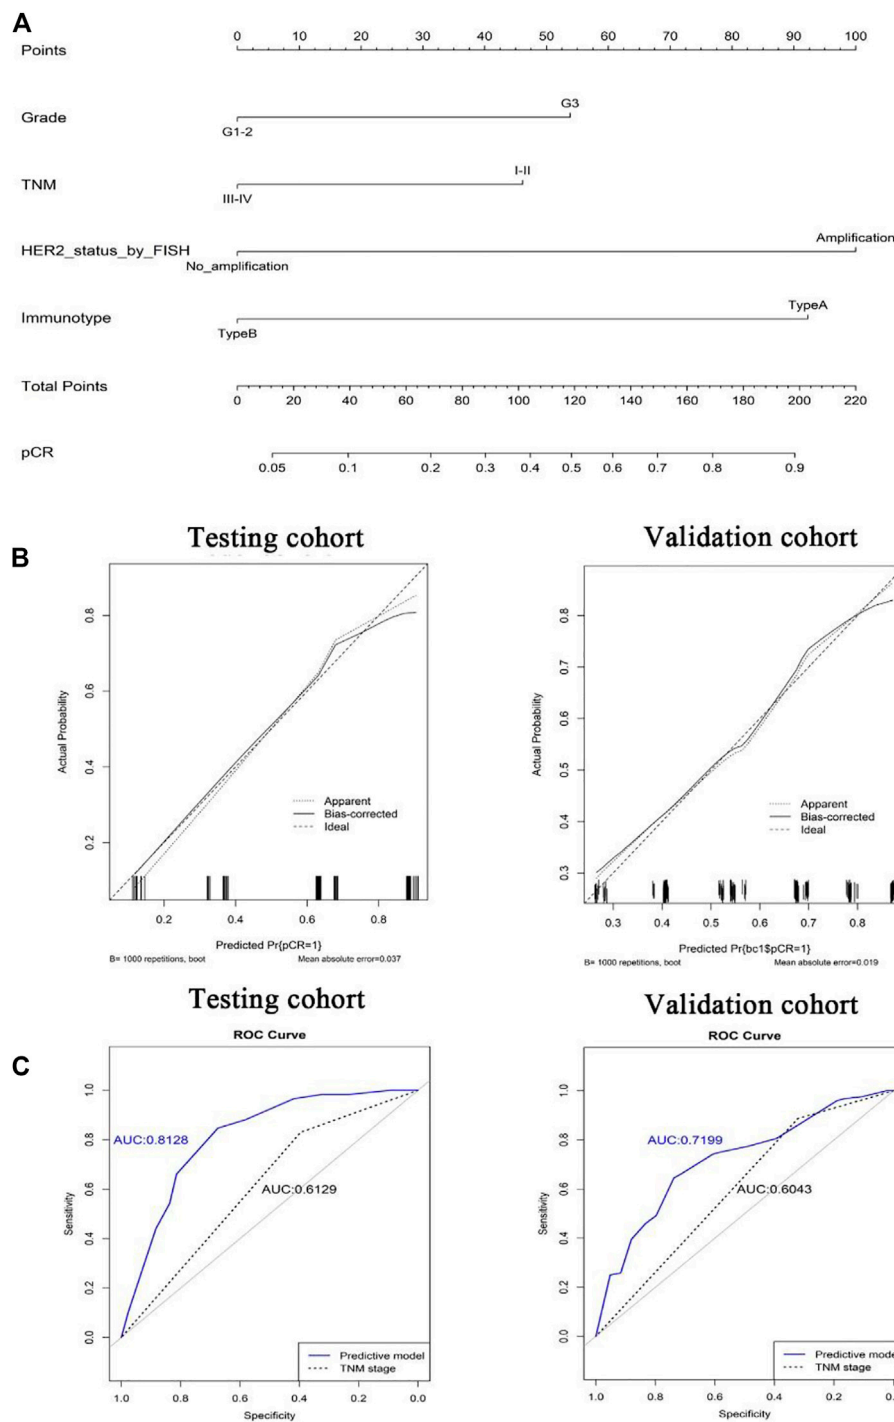 A
Points
0 10 20 30 40 50 60 70 80 90 100
Grade
G3
G1-2
TNM
I-II
III-IV
HER2_status_by_FISH
Amplification
No_amplification
Immunotype
TypeA
TypeB
Total Points
0 20 40 60 80 100 120 140 160 180 200 220
pCR
0.05 0.1 0.2 0.3 0.4 0.5 0.6 0.7 0.8 0.9
B
Testing cohort
Actual Probability
0.8
0.6
0.4
0.2
Apparent
Bias-corrected
Ideal
0.2 0.4 0.6 0.8
Predicted Pr{pCR=1}
B= 1000 repetitions, boot Mean absolute error=0.037
Validation cohort
Actual Probability
0.8
0.7
0.6
0.5
0.4
0.3
Apparent
Bias-corrected
Ideal
0.3 0.4 0.5 0.6 0.7 0.8
Predicted Pr{bc1$pCR=1}
B= 1000 repetitions, boot Mean absolute error=0.019
C
Testing cohort
ROC Curve
Sensitivity
1.0
0.8
0.6
0.4
0.2
0.0
AUC:0.8128
AUC:0.6129
Predictive model
TNM stage
1.0 0.8 0.6 0.4 0.2 0.0
Specificity
Validation cohort
ROC Curve
Sensitivity
1.0
0.8
0.6
0.4
0.2
0.0
AUC:0.7199
AUC:0.6043
Predictive model
TNM stage
1.0 0.8 0.6 0.4 0.2
Specificity